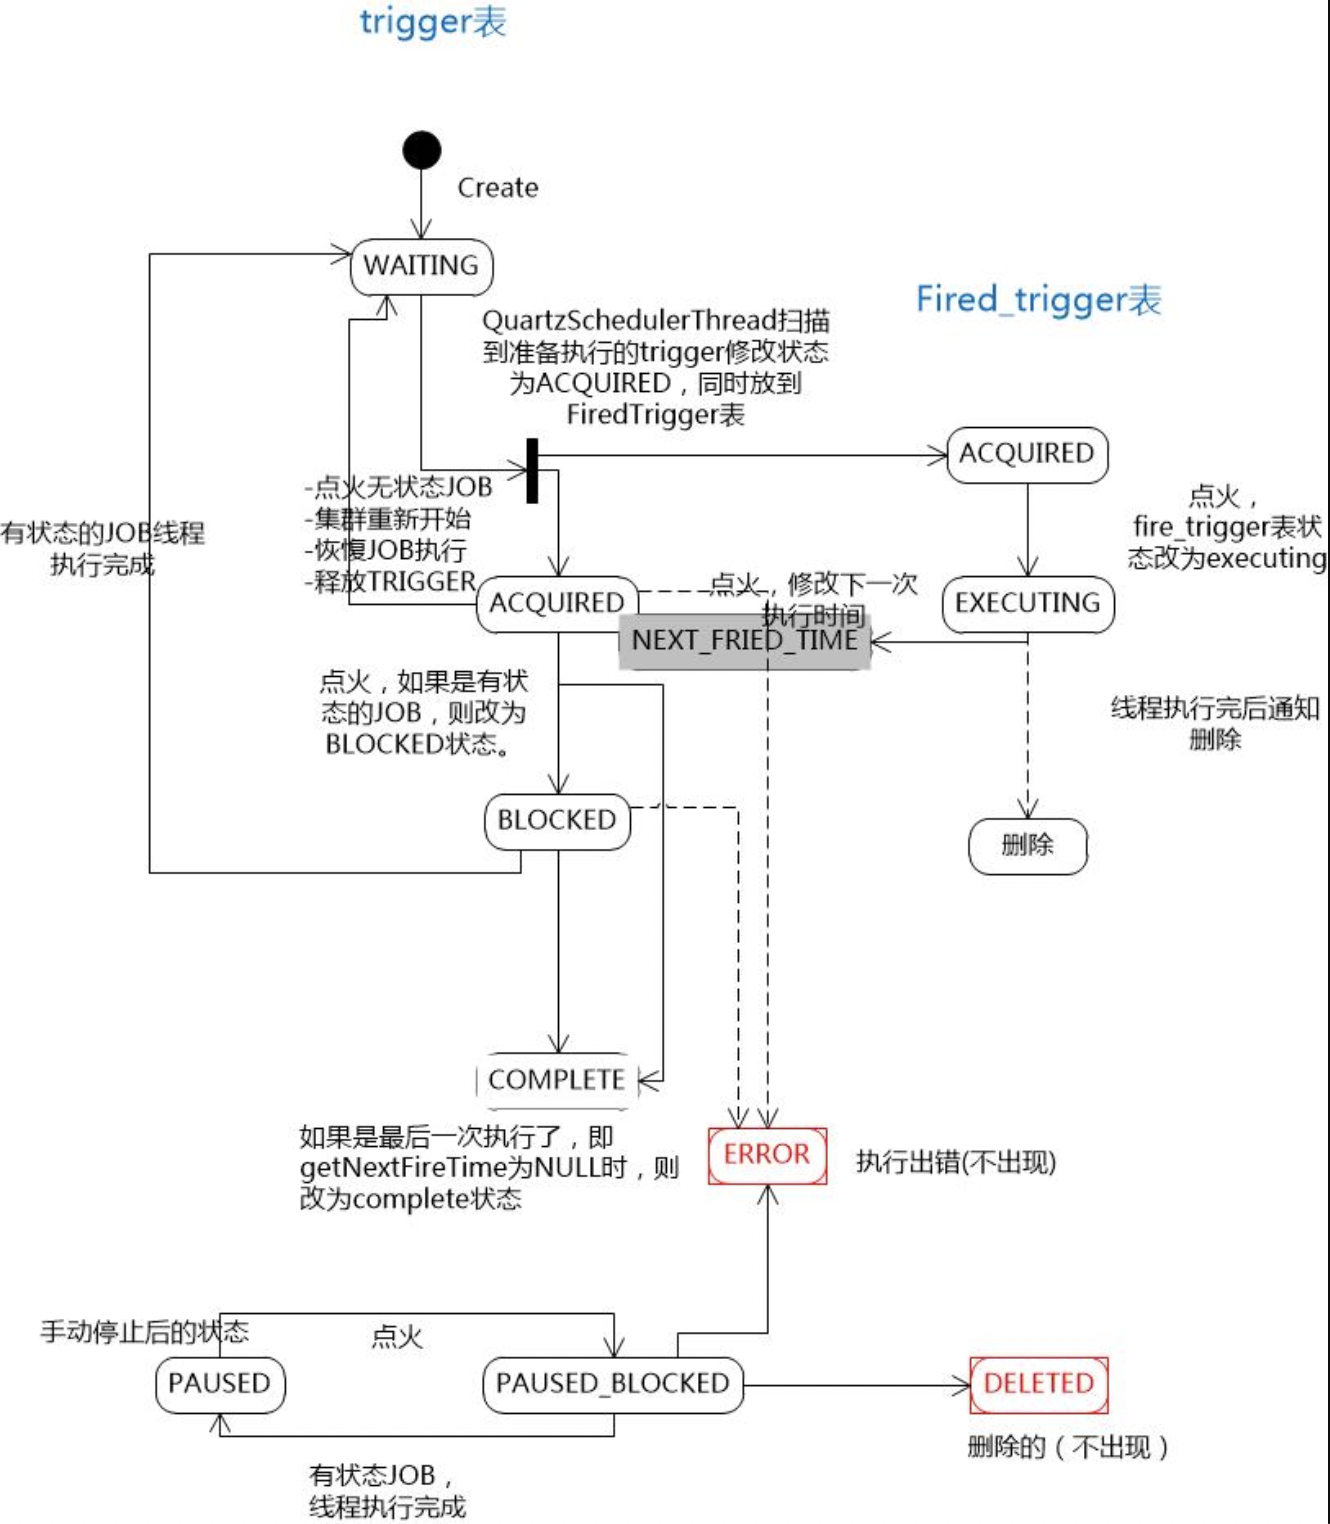 trigger表
Create
WAITING
Fired_trigger表
QuartzSchedulerThread扫描
到准备执行的trigger修改状态
为ACQUIRED，同时放到
FiredTrigger表
ACQUIRED
-点火无状态JOB
-集群重新开始
-恢愎JOB执行
-释放TRIGGER
点火，
fire_trigger表状
态改为executing
有状态的JOB线程
执行完成
ACQUIRED
点火，修改下一次
执行时间
EXECUTING
NEXT_FRIED_TIME
点火，如果是有状
态的JOB，则改为
BLOCKED状态。
线程执行完后通知
删除
BLOCKED
删除
COMPLETE
如果是最后一次执行了，即
getNextFireTime为NULL时，则
改为complete状态
ERROR
执行出错(不出现)
手动停止后的状态
点火
PAUSED
PAUSED_BLOCKED
DELETED
删除的（不出现）
有状态JOB，
线程执行完成